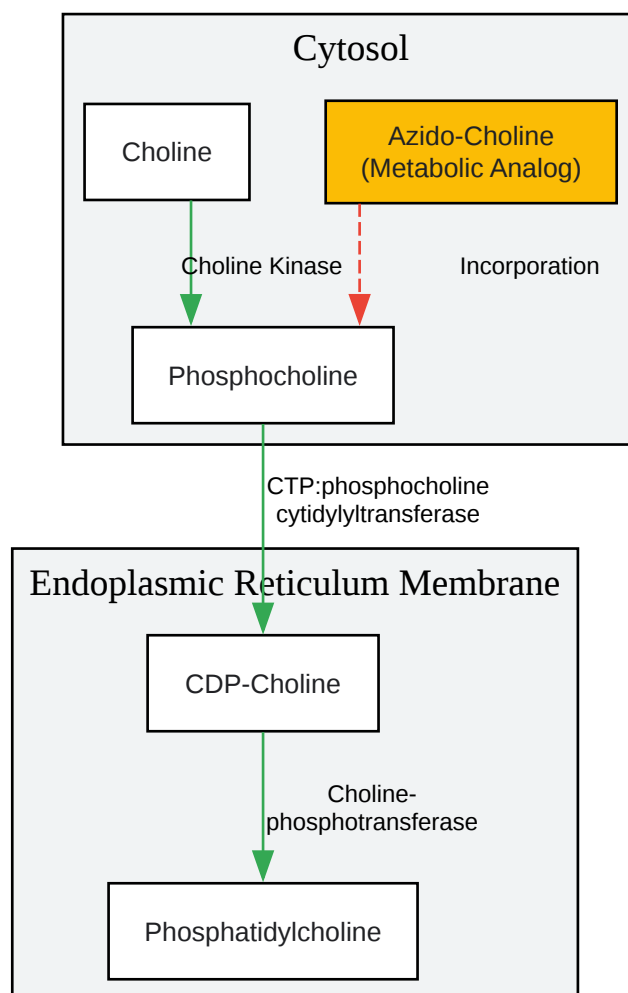 Cytosol
Choline
Azido-Choline
(Metabolic Analog)
Choline Kinase
Incorporation
Phosphocholine
CTP:phosphocholine
cytidylyltransferase
Endoplasmic Reticulum Membrane
CDP-Choline
Choline-
phosphotransferase
Phosphatidylcholine